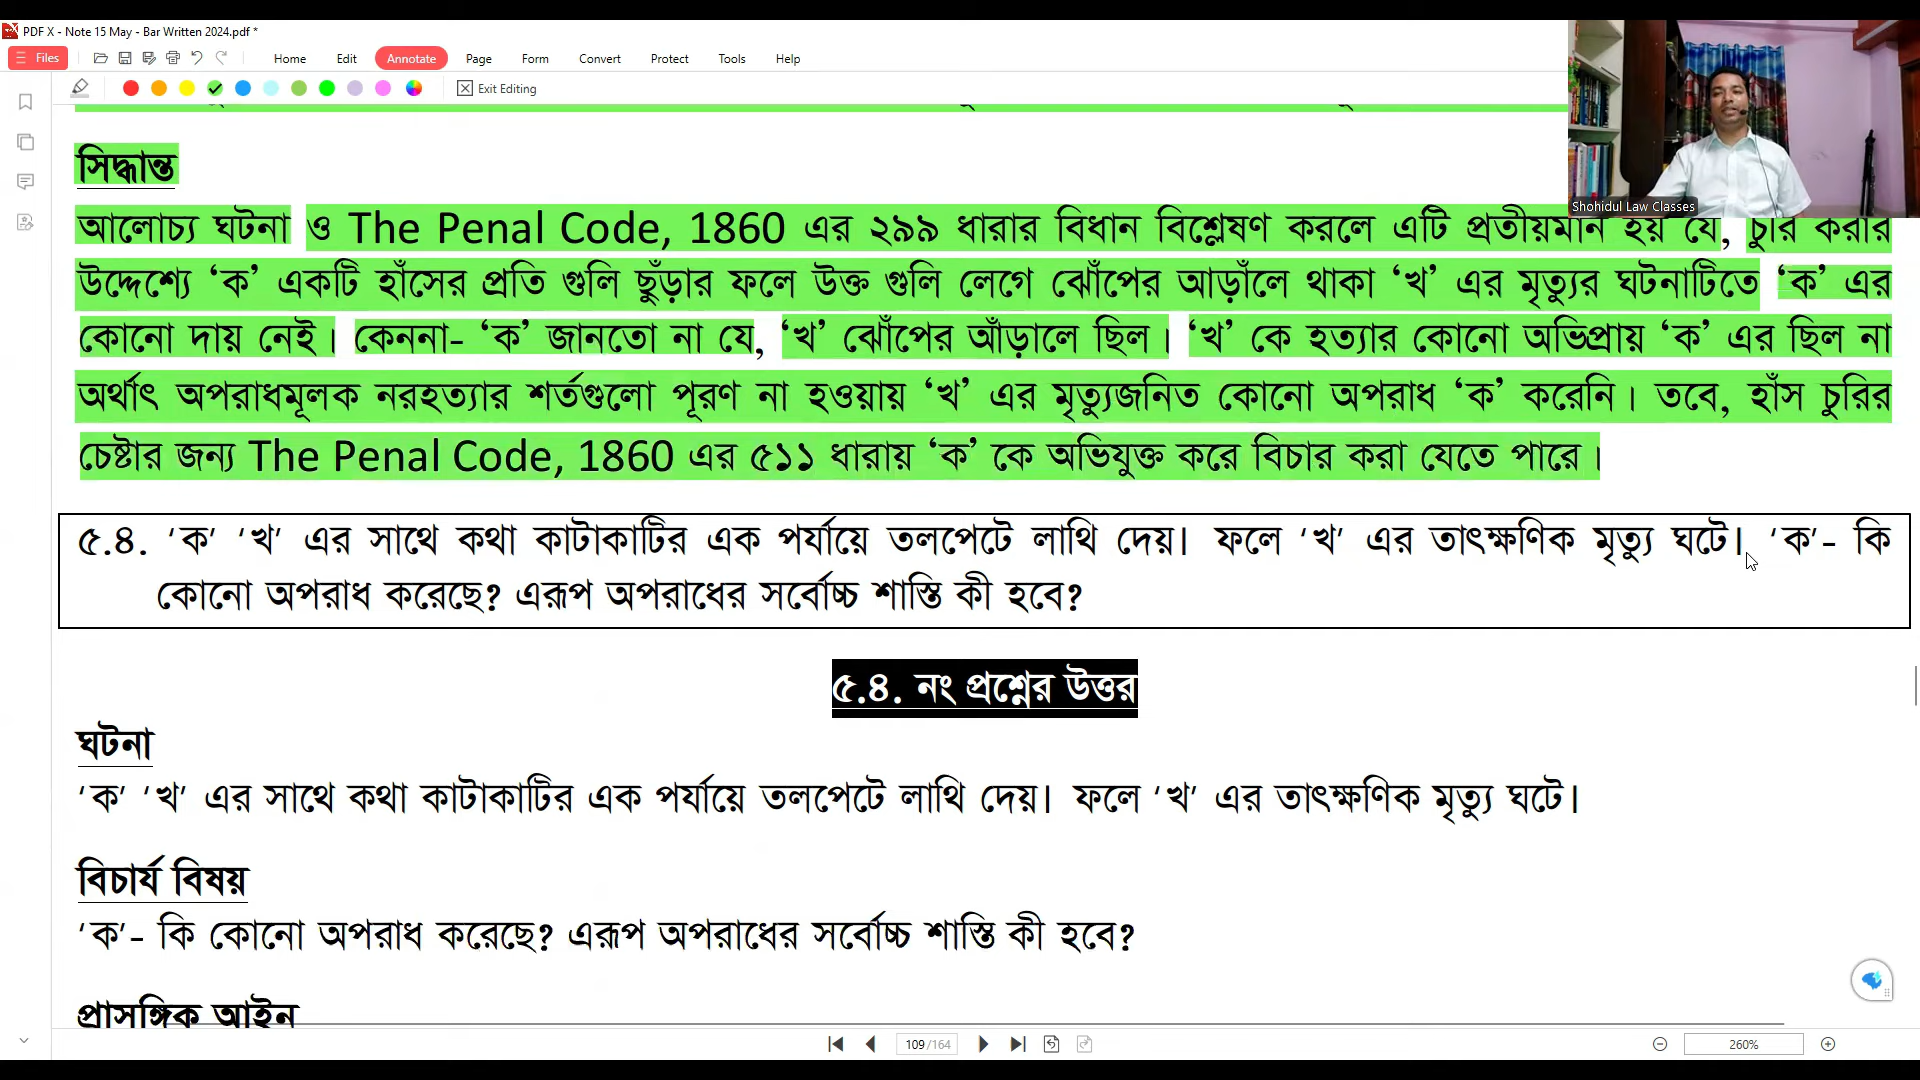 PDF X - Note 15 May - Bar Written 2024.pdf *
Files
Home Edit Annotate Page Form Convert Protect Tools Help
Exit Editing
Shohidul Law Classes
সিদ্ধান্ত
আলোচ্য ঘটনা ও The Penal Code, 1860 এর ২৯৯ ধারার বিধান বিশ্লেষণ করলে এটি প্রতীয়মান হয় যে, চুরি করার
উদ্দেশ্যে ‘ক’ একটি হাঁসের প্রতি গুলি ছুঁড়ার ফলে উক্ত গুলি লেগে ঝোঁপের আড়াঁলে থাকা ‘খ’ এর মৃত্যুর ঘটনাটিতে ‘ক’ এর
কোনো দায় নেই। কেননা- ‘ক’ জানতো না যে, ‘খ’ ঝোঁপের আঁড়ালে ছিল। ‘খ’ কে হত্যার কোনো অভিপ্রায় ‘ক’ এর ছিল না
অর্থাৎ অপরাধমূলক নরহত্যার শর্তগুলো পূরণ না হওয়ায় ‘খ’ এর মৃত্যুজনিত কোনো অপরাধ ‘ক’ করেনি। তবে, হাঁস চুরির
চেষ্টার জন্য The Penal Code, 1860 এর ৫১১ ধারায় ‘ক’ কে অভিযুক্ত করে বিচার করা যেতে পারে।
৫.৪. ‘ক’ ‘খ’ এর সাথে কথা কাটাকাটির এক পর্যায়ে তলপেটে লাথি দেয়। ফলে ‘খ’ এর তাৎক্ষণিক মৃত্যু ঘটে। ‘ক’- কি
কোনো অপরাধ করেছে? এরূপ অপরাধের সর্বোচ্চ শাস্তি কী হবে?
৫.৪. নং প্রশ্নের উত্তর
ঘটনা
‘ক’ ‘খ’ এর সাথে কথা কাটাকাটির এক পর্যায়ে তলপেটে লাথি দেয়। ফলে ‘খ’ এর তাৎক্ষণিক মৃত্যু ঘটে।
বিচার্য বিষয়
‘ক’- কি কোনো অপরাধ করেছে? এরূপ অপরাধের সর্বোচ্চ শাস্তি কী হবে?
প্রাসঙ্গিক আইন
109 /164
260%